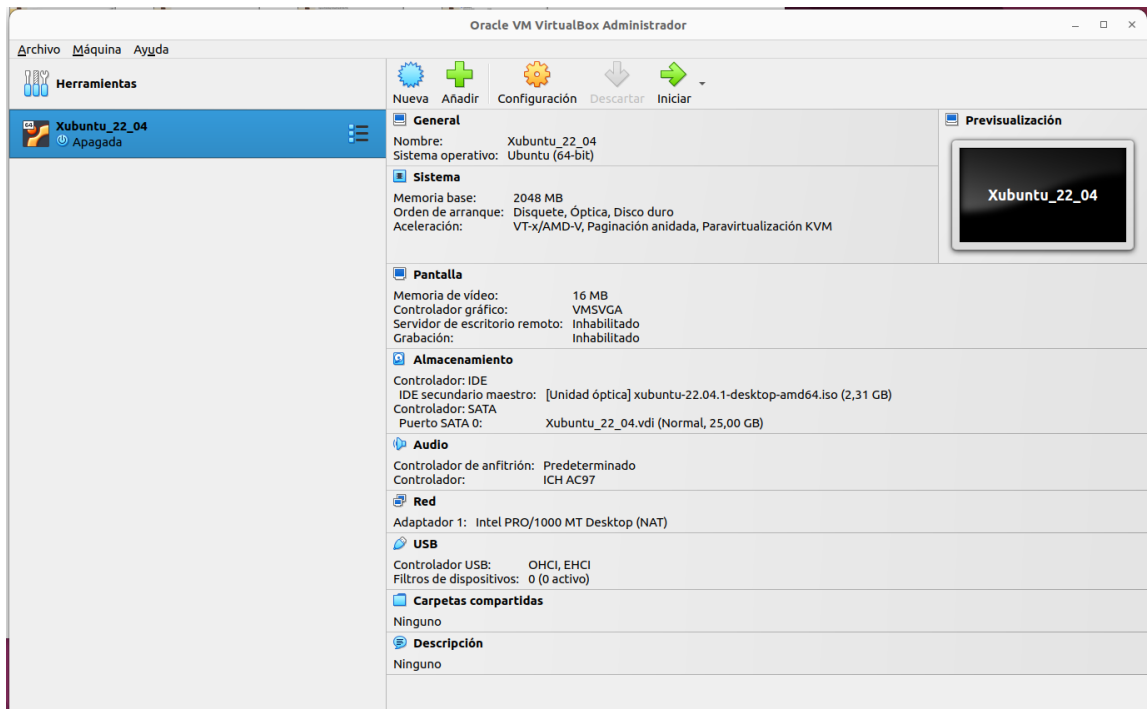 Oracle VM VirtualBox Administrador
Archivo Máquina Ayuda
Herramientas
Nueva Añadir Configuración Descartar Iniciar
64
Xubuntu_22_04
Apagada
General
Nombre: Xubuntu_22_04
Sistema operativo: Ubuntu (64-bit)
Previsualización
Xubuntu_22_04
Sistema
Memoria base: 2048 MB
Orden de arranque: Disquete, Óptica, Disco duro
Aceleración: VT-x/AMD-V, Paginación anidada, Paravirtualización KVM
Pantalla
Memoria de vídeo: 16 MB
Controlador gráfico: VMSVGA
Servidor de escritorio remoto: Inhabilitado
Grabación: Inhabilitado
Almacenamiento
Controlador: IDE
IDE secundario maestro: [Unidad óptica] xubuntu-22.04.1-desktop-amd64.iso (2,31 GB)
Controlador: SATA
Puerto SATA 0: Xubuntu_22_04.vdi (Normal, 25,00 GB)
Audio
Controlador de anfitrión: Predeterminado
Controlador: ICH AC97
Red
Adaptador 1: Intel PRO/1000 MT Desktop (NAT)
USB
Controlador USB: OHCI, EHCI
Filtros de dispositivos: 0 (0 activo)
Carpetas compartidas
Ninguno
Descripción
Ninguno